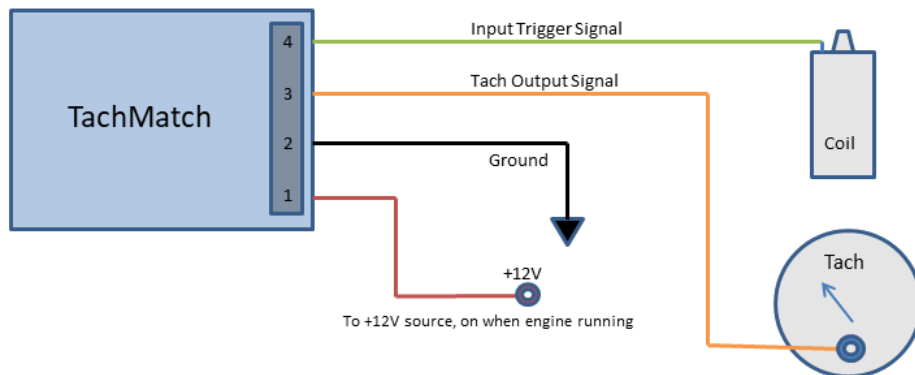 Input Trigger Signal
4
Tach Output Signal
3
TachMatch
2
Coil
Ground
1
Tach
+12V
To +12V source, on when engine running